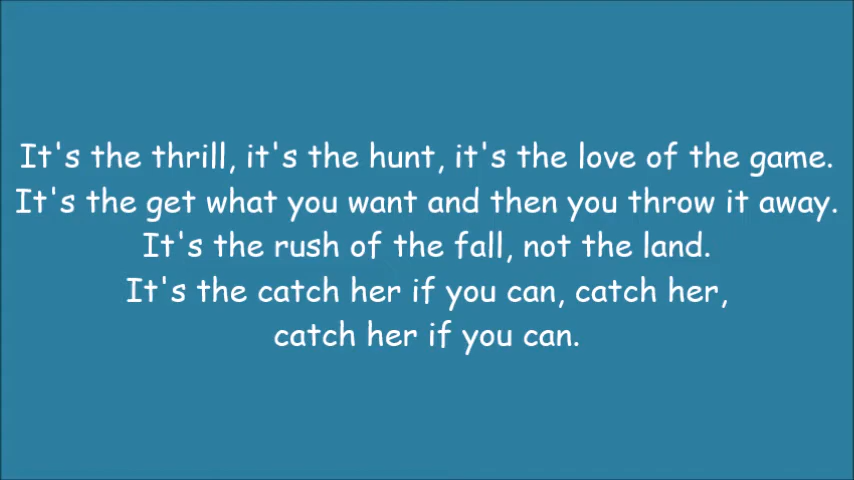 It's the thrill, it's the hunt, it's the love of the game.
It's the get what you want and then you throw it away.
It's the rush of the fall, not the land.
It's the catch her if you can, catch her,
catch her if you can.